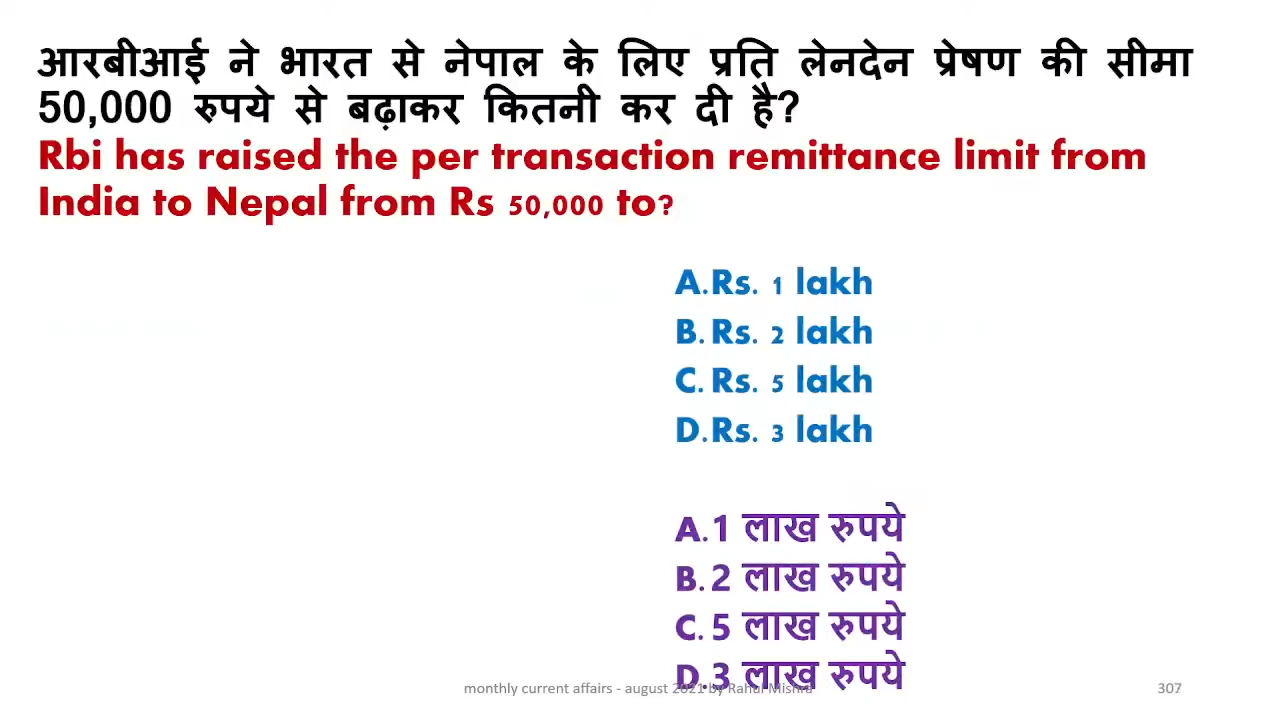 आरबीआई ने भारत से नेपाल के लिए प्रति लेनदेन प्रेषण की सीमा
50,000 रुपये से बढ़ाकर कितनी कर दी है?
Rbi has raised the per transaction remittance limit from
India to Nepal from Rs 50,000 to?
A.Rs. 1 lakh
B. Rs. 2 lakh
C. Rs. 5 lakh
D.Rs. 3 lakh
A.1 लाख रुपये
B. 2 लाख रुपये
C. 5 लाख रुपये
D.3 लाख रुपये
monthly current affairs - august 2021 by Rahul Mishra
307